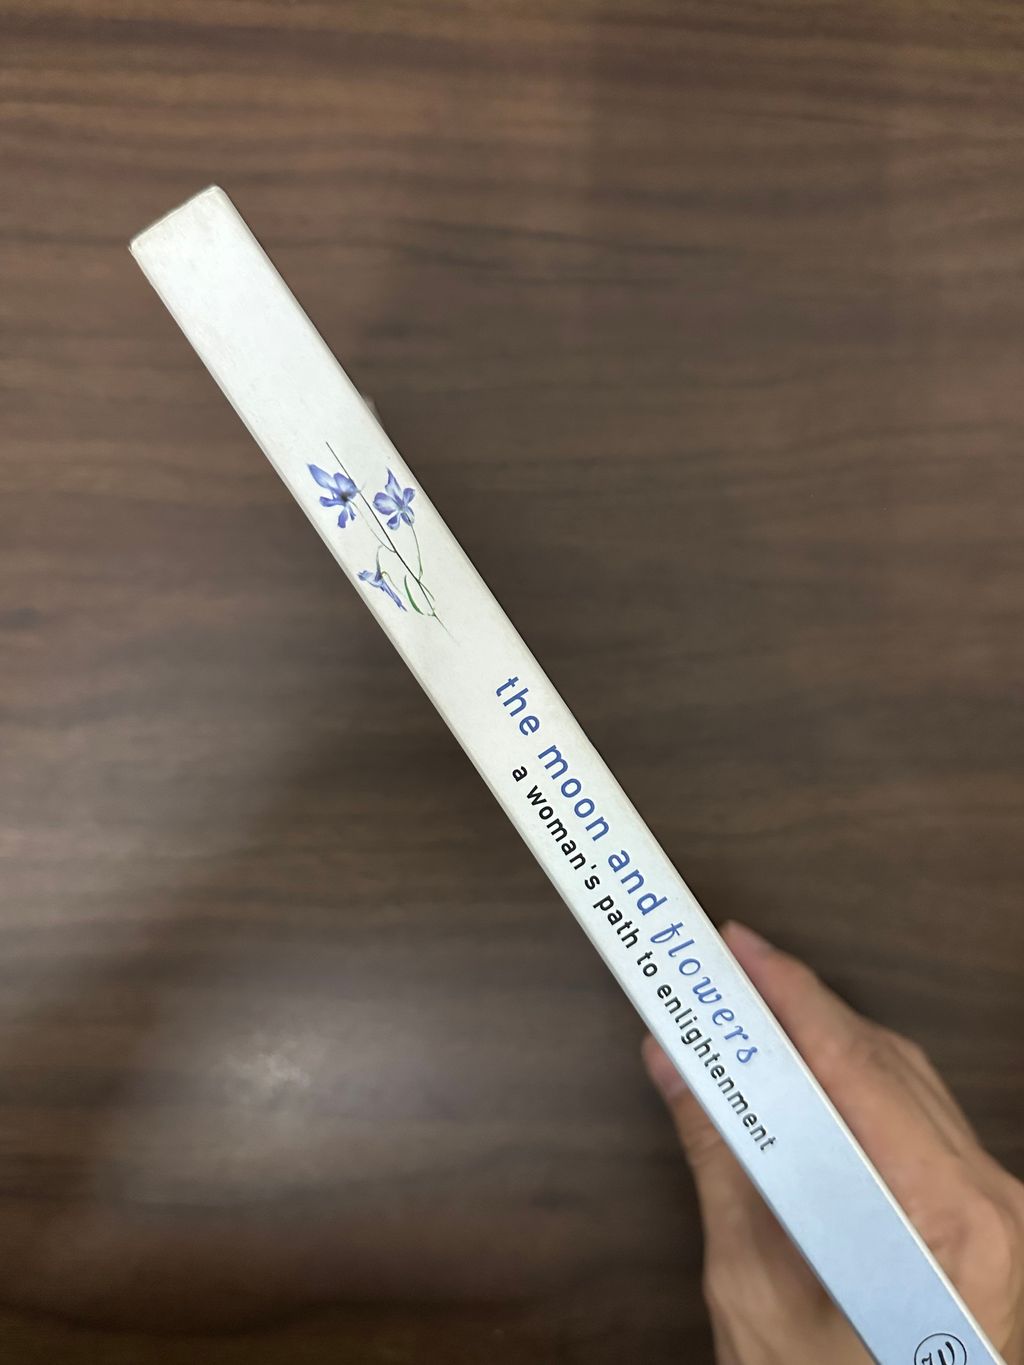 the moon and flowers
a woman's path to enlightenment